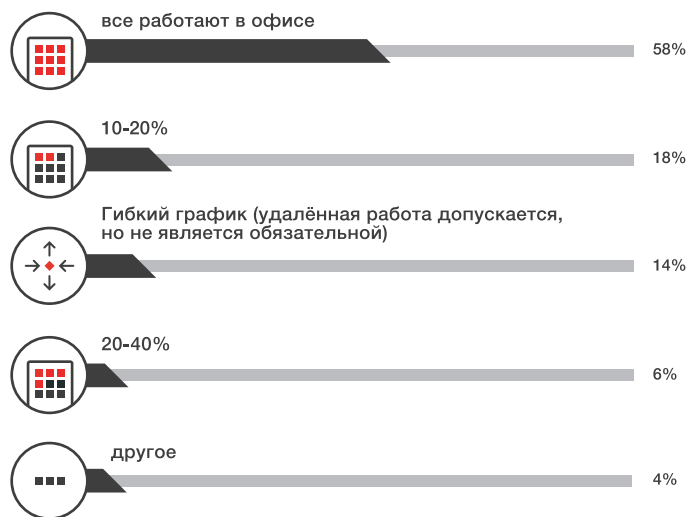 все работают в офисе
58%
10-20%
18%
Гибкий график (удалённая работа допускается,
но не является обязательной)
14%
20-40%
6%
другое
4%